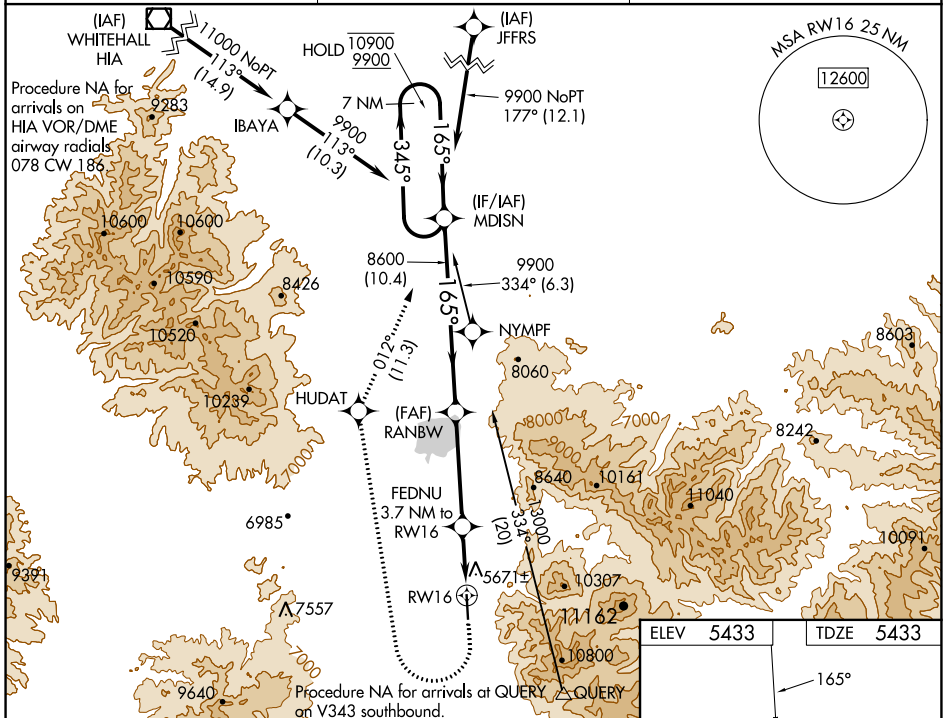 (IAF)
WHITEHALL
HIA
11000 NoPT
113°
(14.9)
HOLD 10900
9900
7 NM
(IAF)
JFFRS
9900 NoPT
177° (12.1)
MSA RW16 25 NM
12600
Procedure NA for
arrivals on
HIA VOR/DME
airway radials
078 CW 186.
9283
IBAYA
9900
113°
(10.3)
345°
165°
(IF/IAF)
MDISN
10600
10600
10590
8426
10520
10239
7000
8600
(10.4)
165°
9900
334° (6.3)
NYMPF
8060
8603
012°
(11.3)
HUDAT
(FAF)
RANBW
8000
7000
8242
8640
10161
11040
13000
334°
(20)
10091
FEDNU
3.7 NM to
RW16
6985
9391
5671±
10307
RW16
11162
7557
7000
10800
9640
Procedure NA for arrivals at QUERY
on V343 southbound.
QUERY
ELEV 5433
TDZE 5433
165°